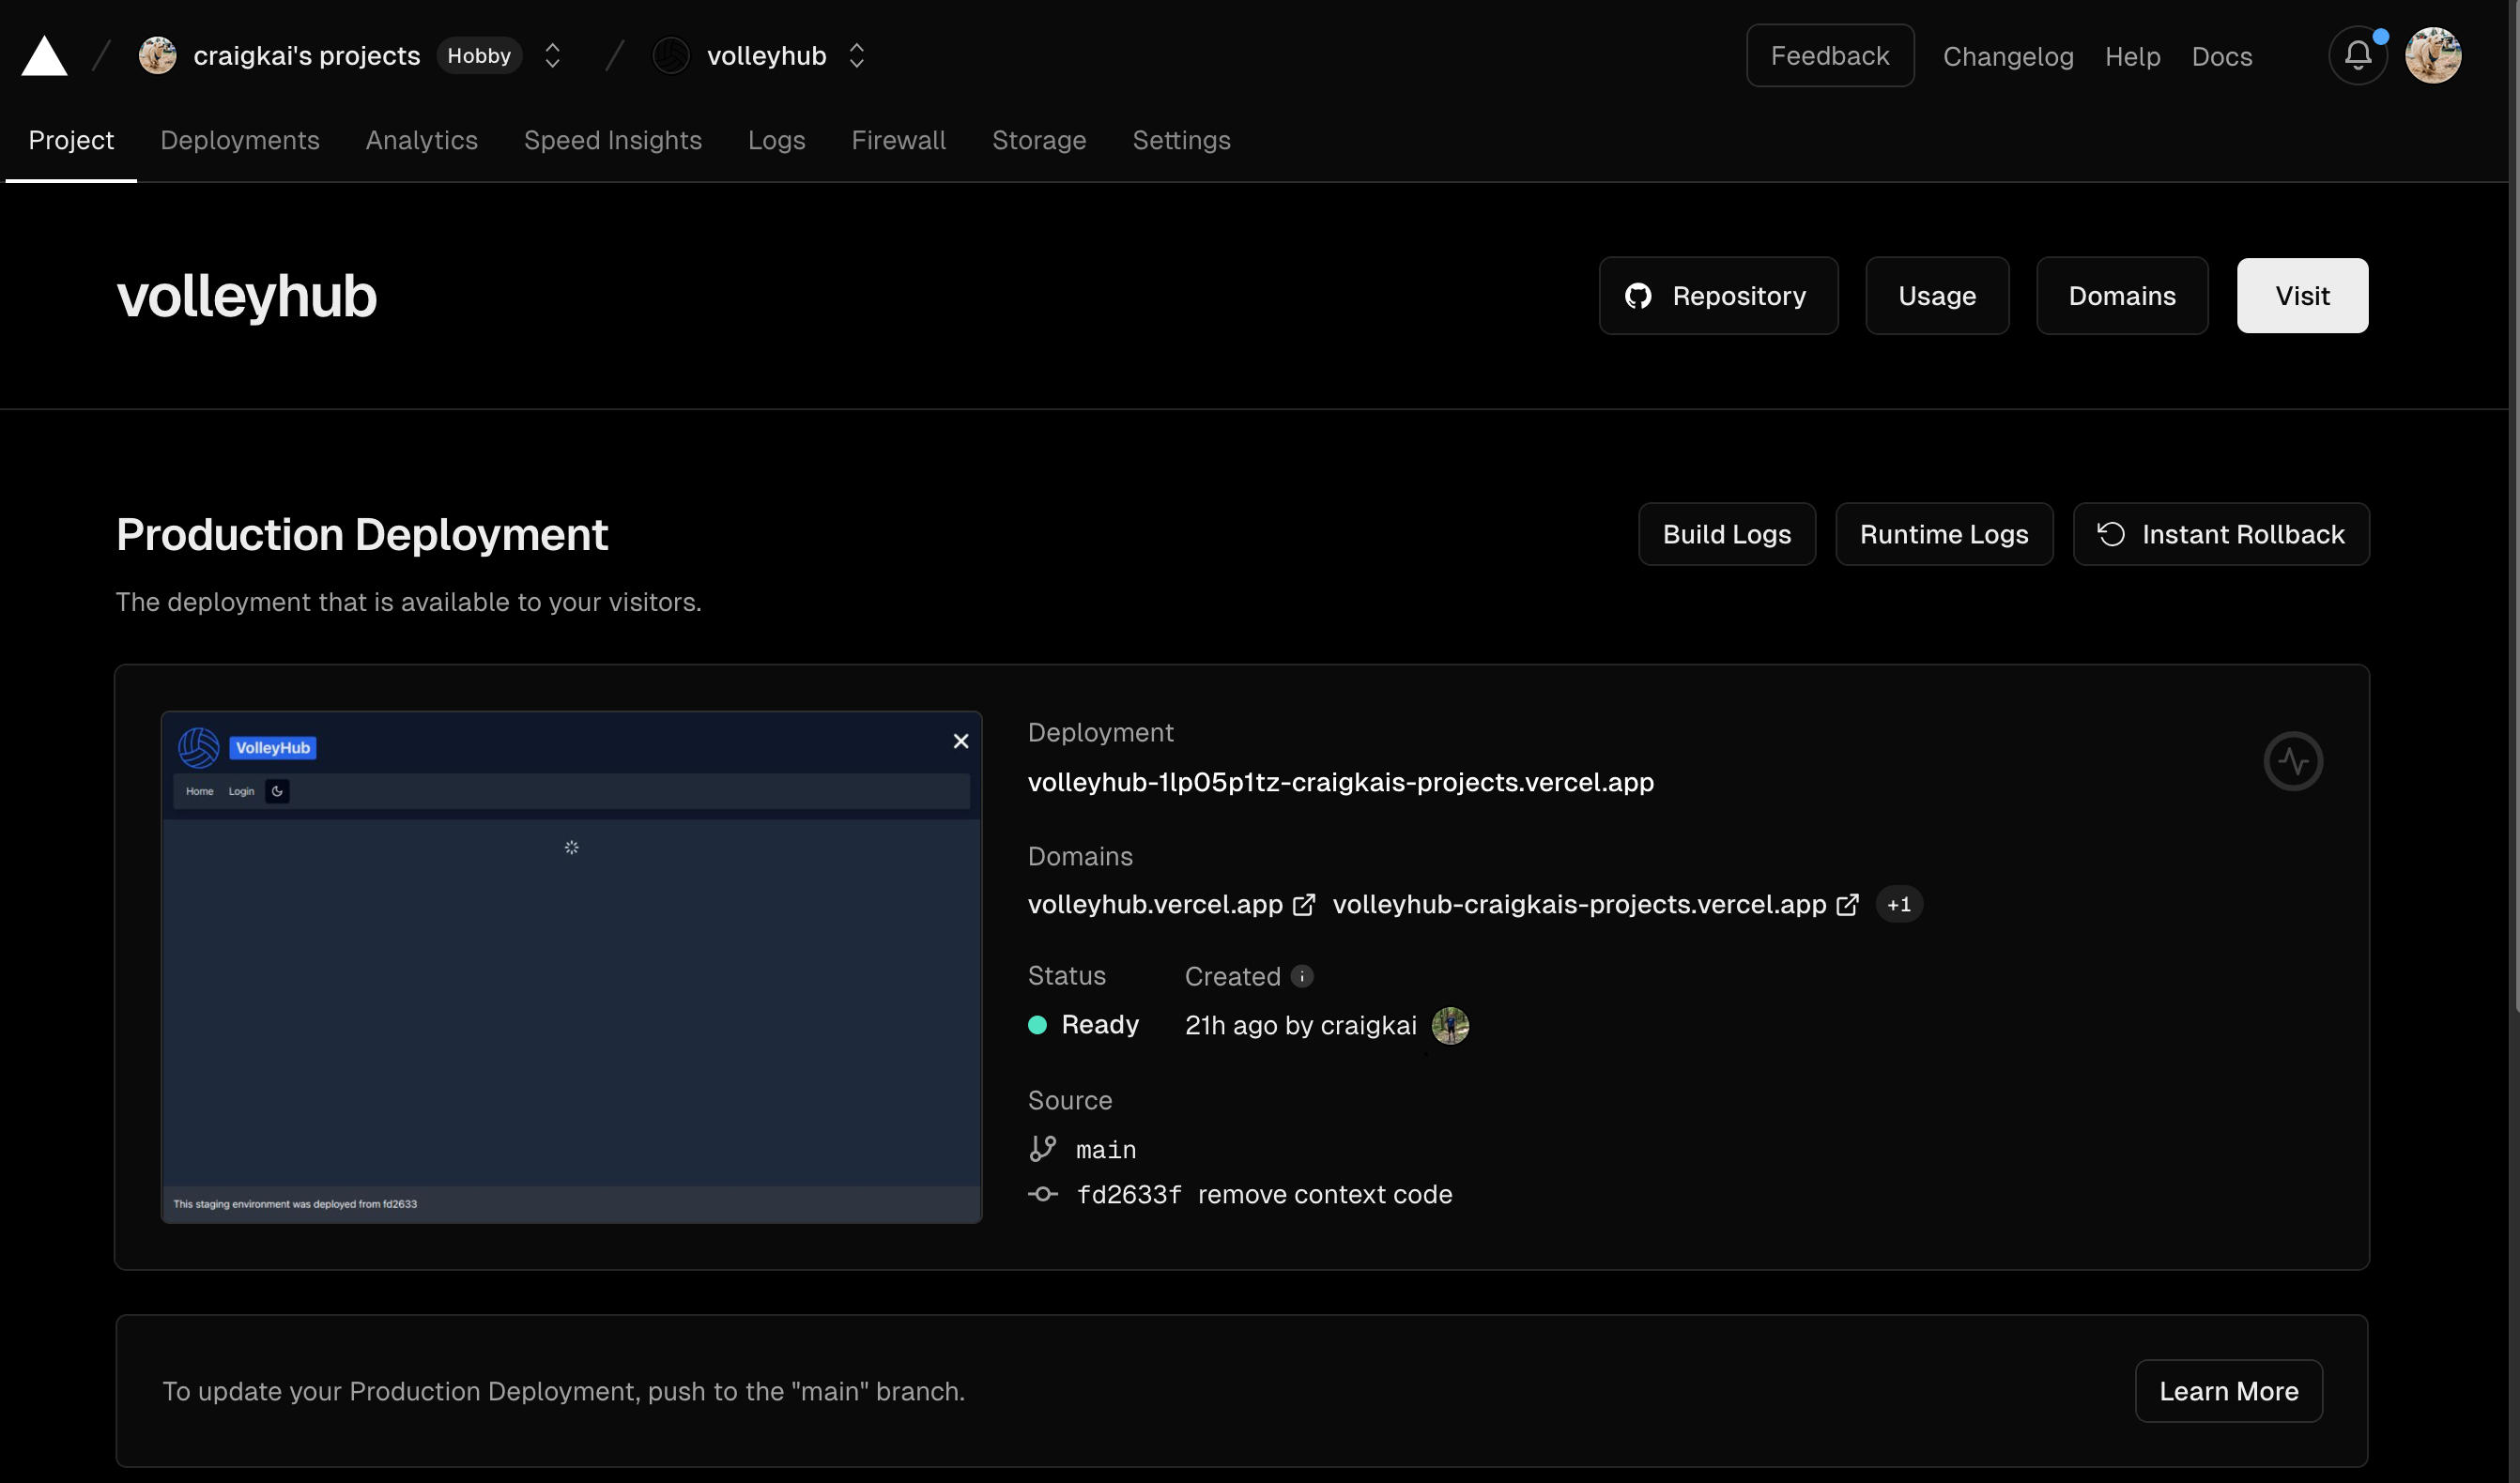 craigkai's projects Hobby volleyhub Feedback Changelog Help Docs
Project Deployments Analytics Speed Insights Logs Firewall Storage Settings
volleyhub Repository Usage Domains Visit
Production Deployment Build Logs Runtime Logs Instant Rollback
The deployment that is available to your visitors.
VolleyHub
Home Login
This staging environment was deployed from fd2633
Deployment
volleyhub-1lp05p1tz-craigkais-projects.vercel.app
Domains
volleyhub.vercel.app volleyhub-craigkais-projects.vercel.app +1
Status Created
Ready 21h ago by craigkai
Source
main
fd2633f remove context code
To update your Production Deployment, push to the "main" branch. Learn More